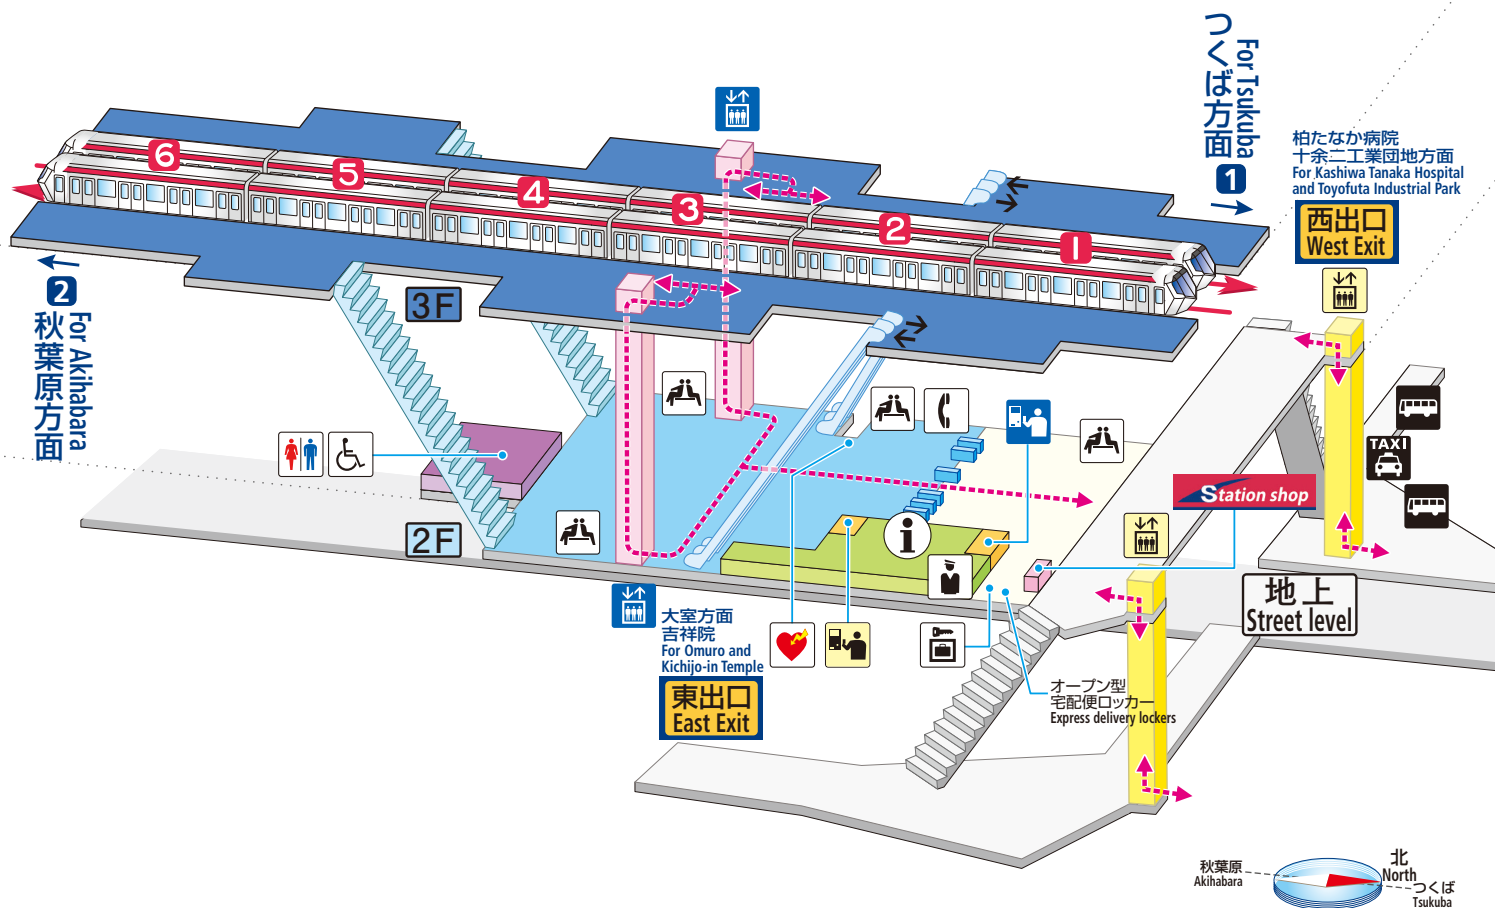 つくば方面
For Tsukuba
1
柏たなか病院
十余二工業団地方面
For Kashiwa Tanaka Hospital
and Toyofuta Industrial Park
西出口
West Exit
6
5
4
3
2
1
2
秋葉原方面
For Akihabara
3F
2F
TAXI
Station shop
i
地上
Street level
大室方面
吉祥院
For Omuro and
Kichijo-in Temple
東出口
East Exit
オープン型
宅配便ロッカー
Express delivery lockers
秋葉原
Akihabara
北
North
つくば
Tsukuba